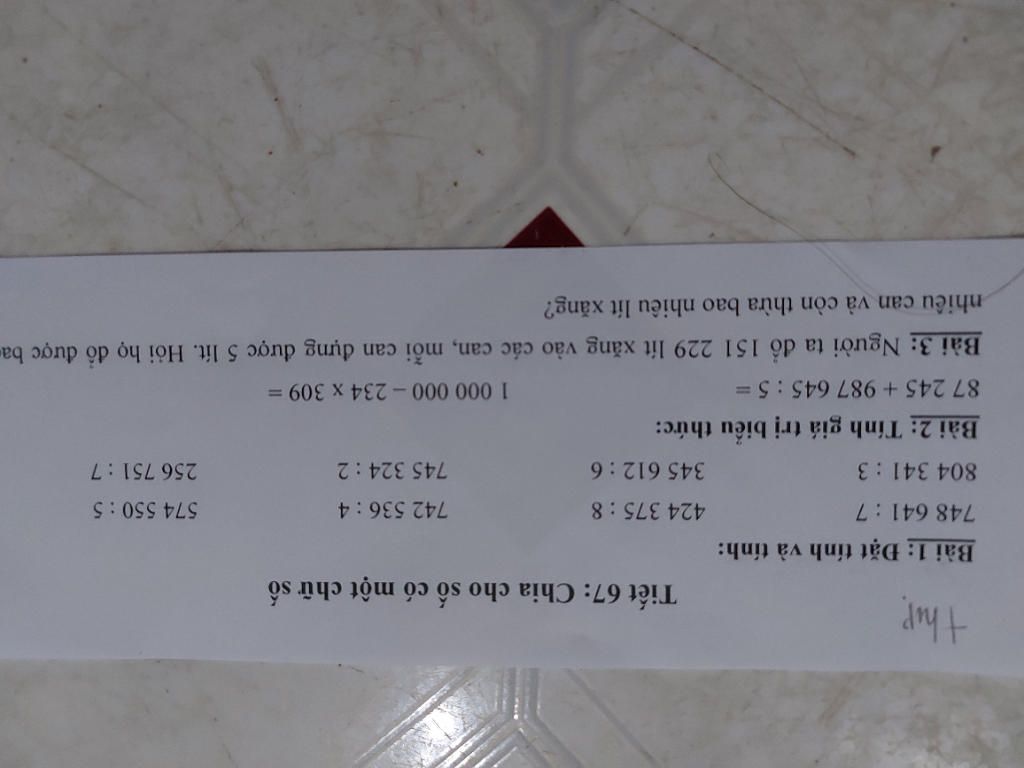 Tiết 67: Chia cho số có một chữ số
Bài 1: Đặt tính và tính:
748 641 : 7 424 375 : 8 742 536 : 4 574 550 : 5
804 341 : 3 345 612 : 6 745 324 : 2 256 751 : 7
Bài 2: Tính giá trị biểu thức:
87 245 + 987 645 : 5 = 1 000 000 – 234 x 309 =
Bài 3: Người ta đổ 151 229 lít xăng vào các can, mỗi can đựng được 5 lít. Hỏi họ đổ được bao
nhiêu can và còn thừa bao nhiêu lít xăng?